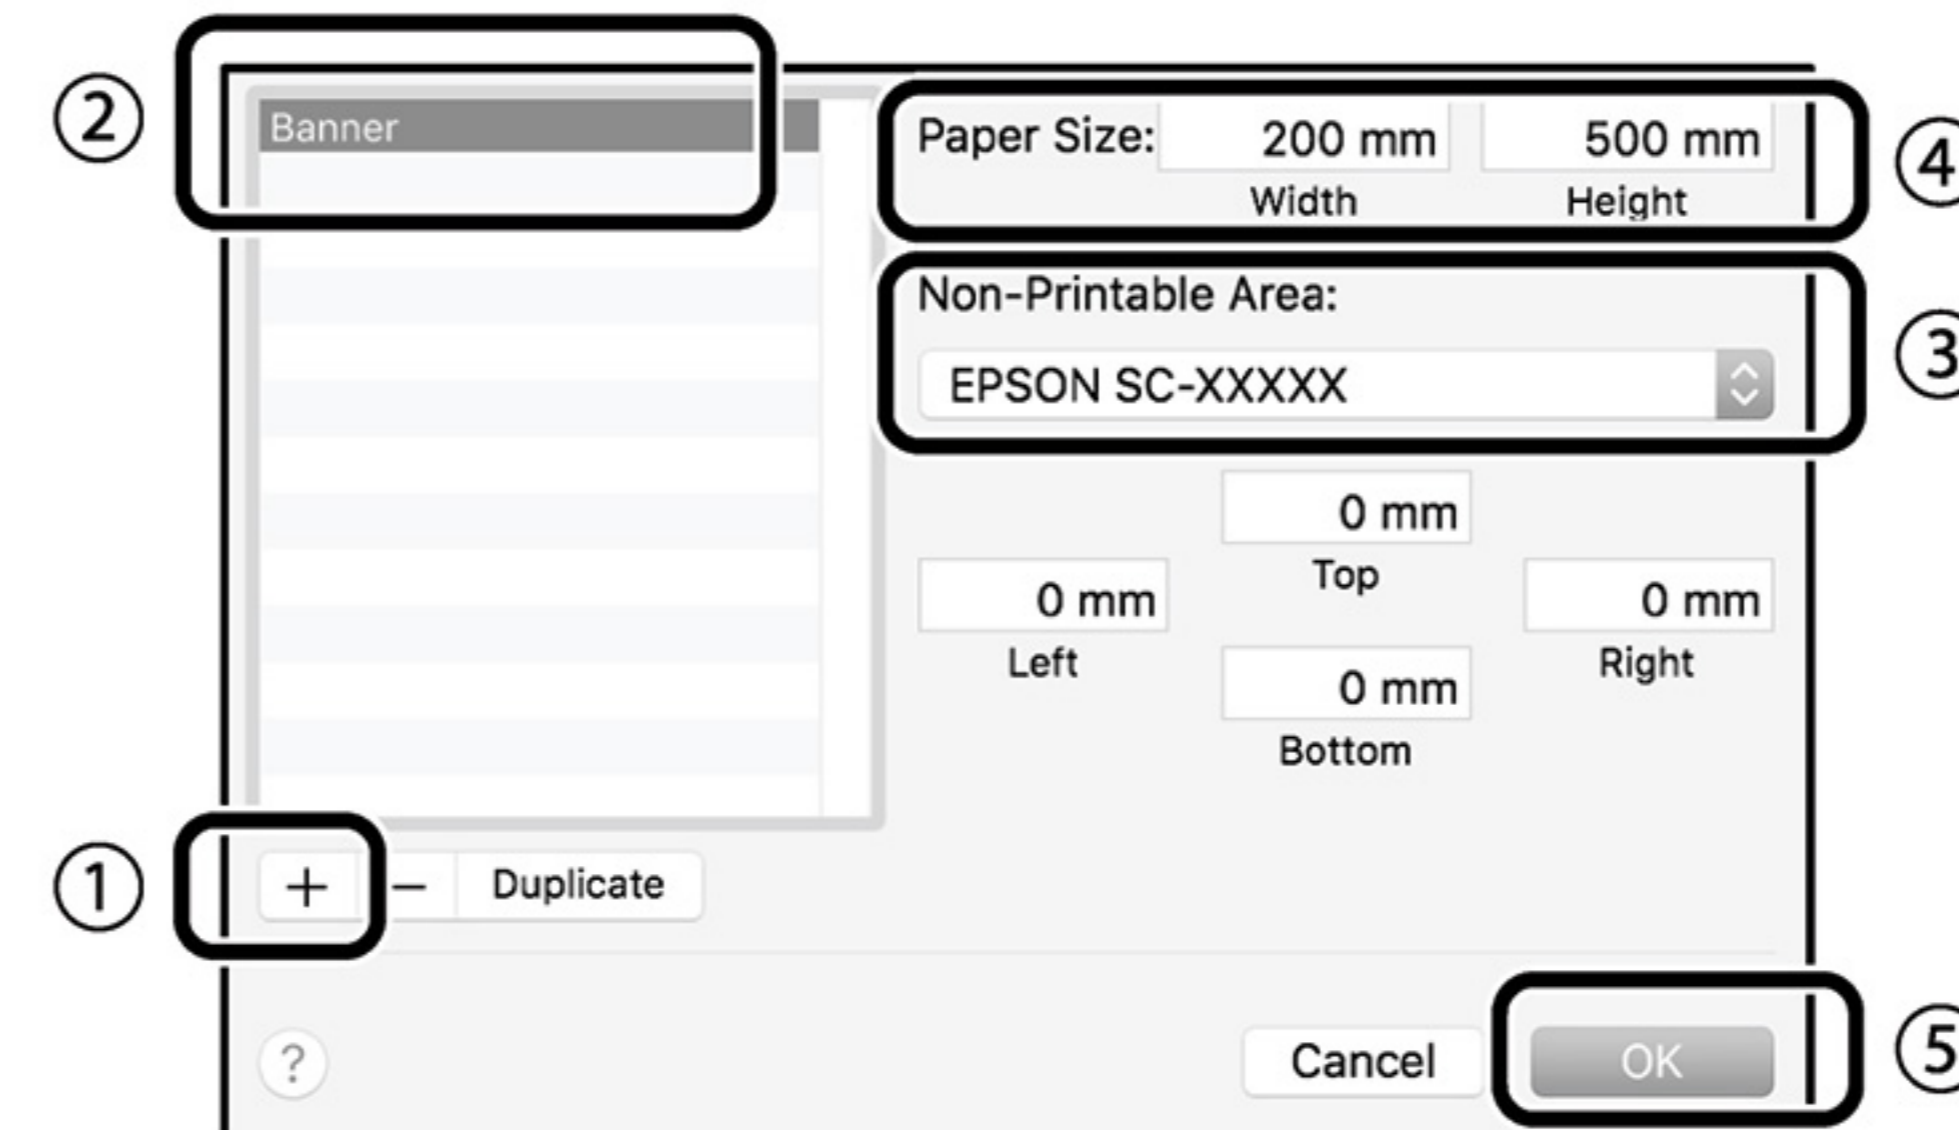 ②
Banner
Paper Size: 200 mm 500 mm
Width Height
④
Non-Printable Area:
EPSON SC-XXXXX
③
0 mm
Top
0 mm 0 mm
Left Right
0 mm
Bottom
①
+ − Duplicate
? Cancel OK
⑤